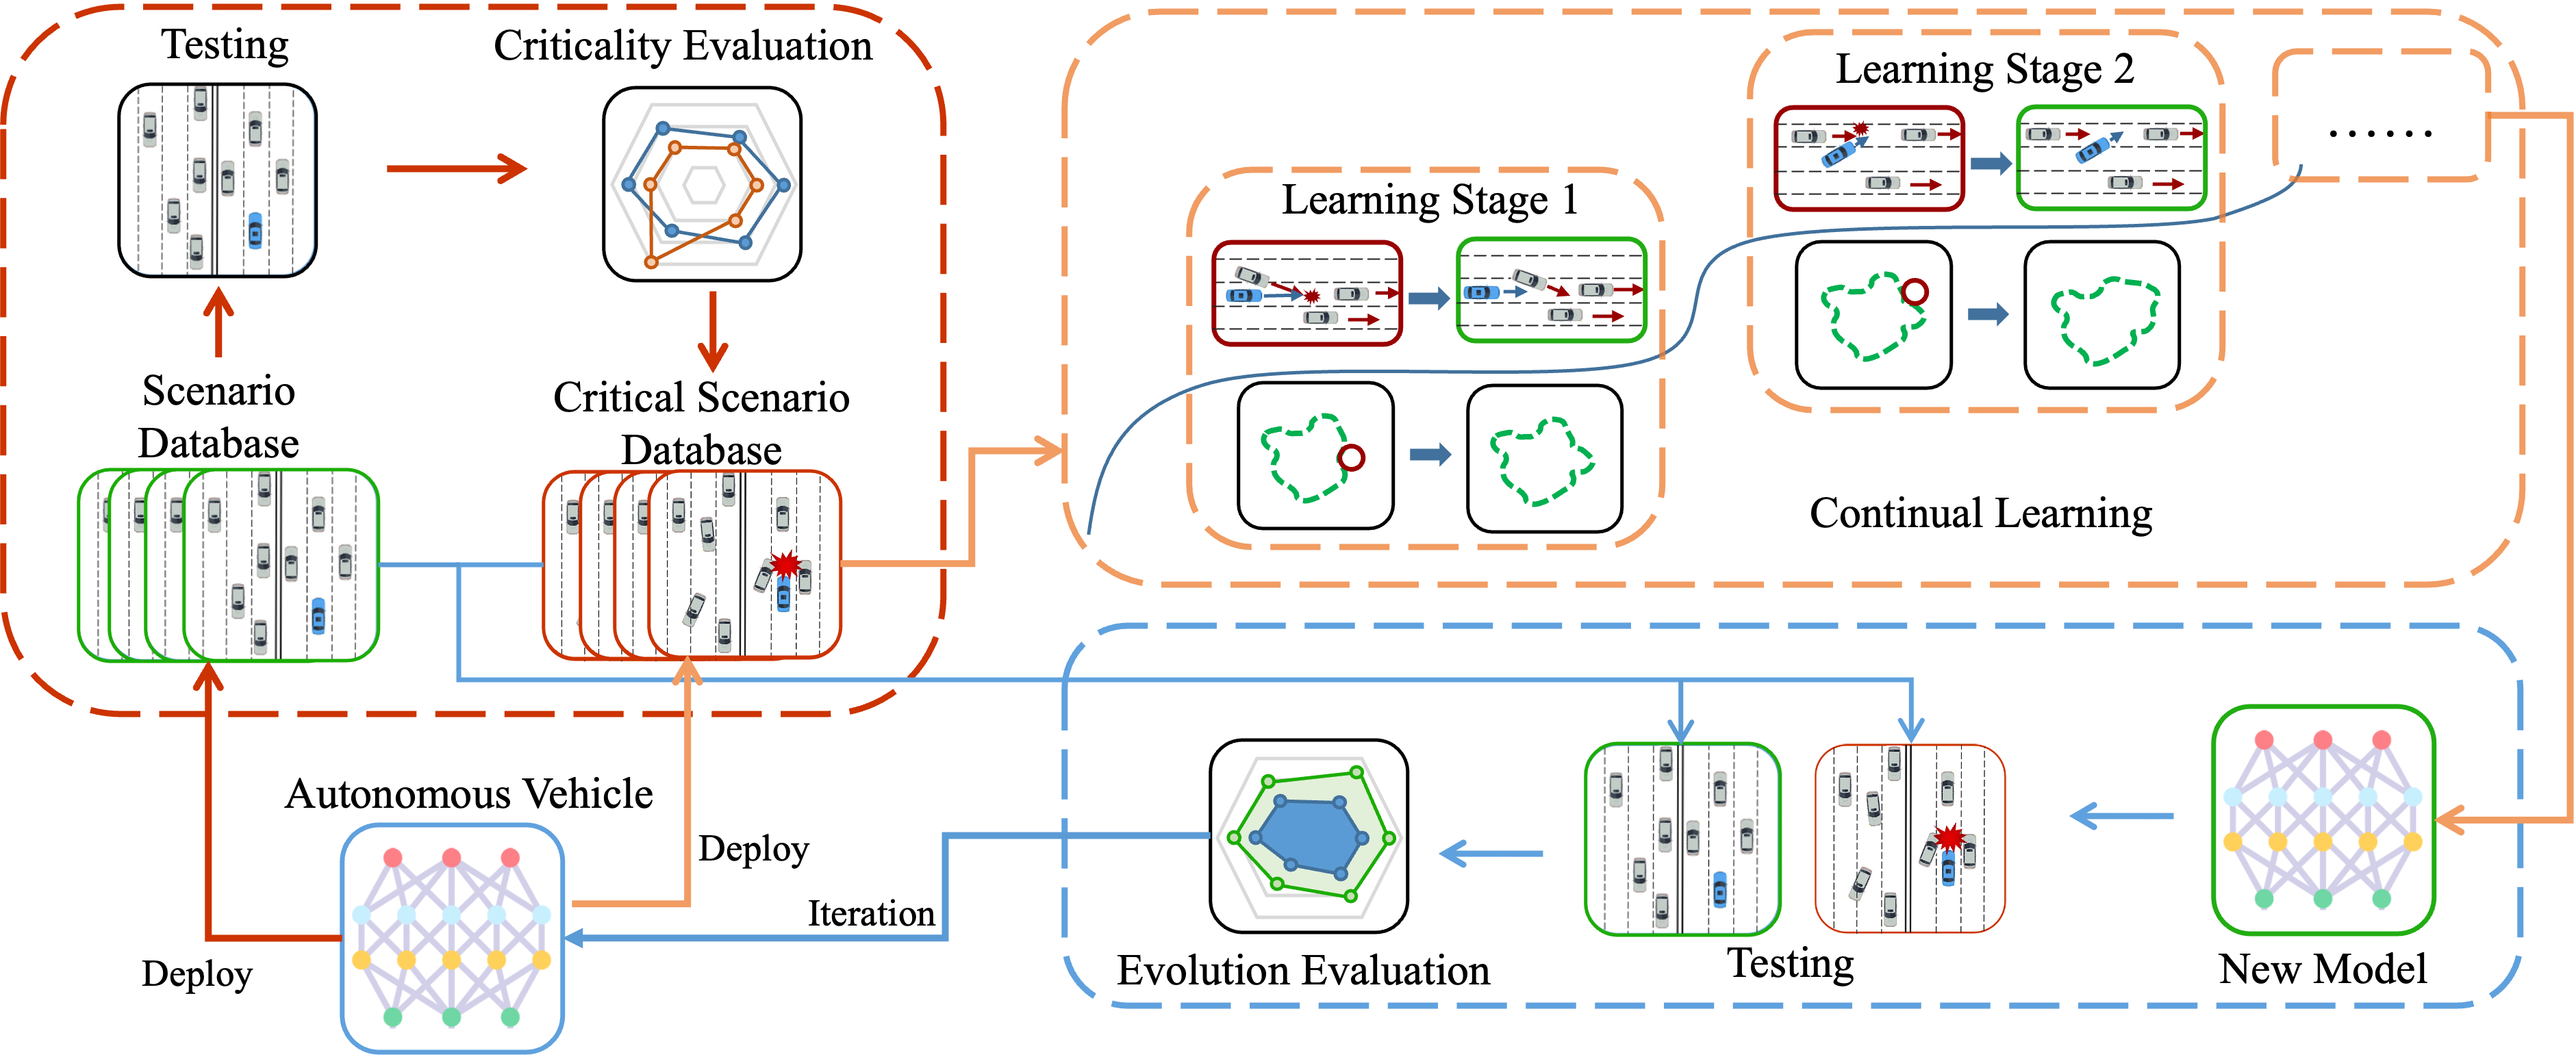 Testing
Criticality Evaluation
Scenario
Database
Critical Scenario
Database
Learning Stage 1
Learning Stage 2
......
Continual Learning
Autonomous Vehicle
Deploy
Deploy
Iteration
Evolution Evaluation
Testing
New Model